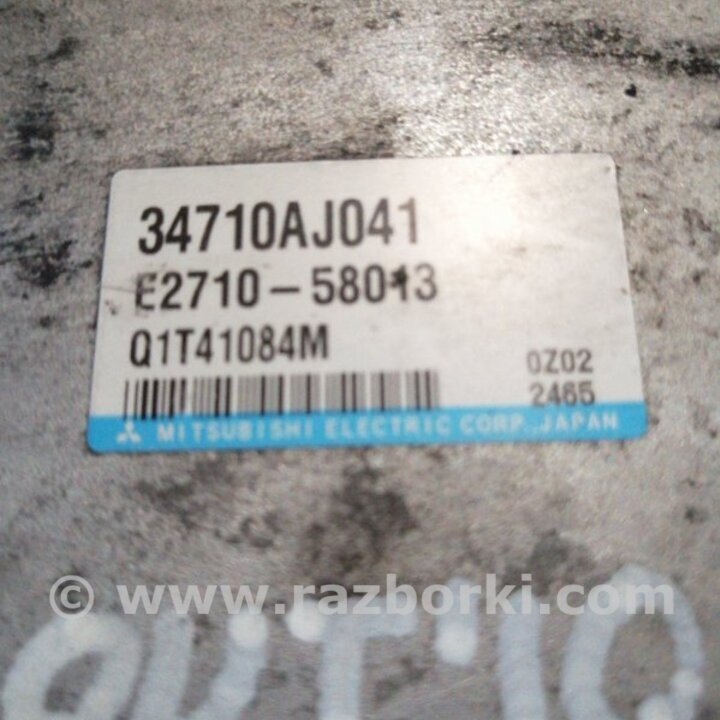 34710AJ041
E2710-58013
Q1T41084M
0Z02
2465
MITSUBISHI ELECTRIC CORP., JAPAN
© www.razborki.com